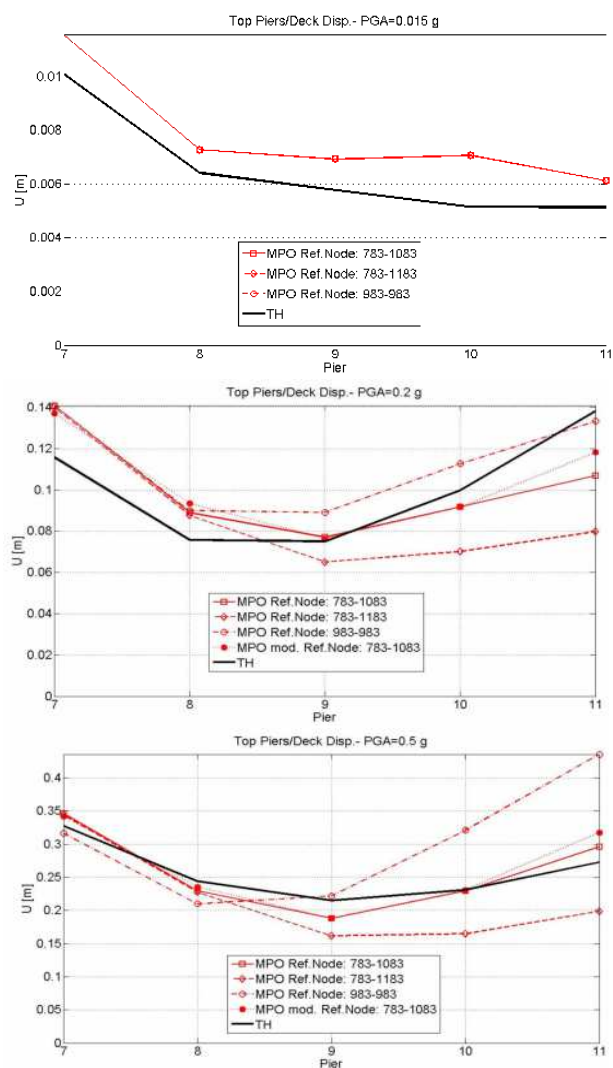 Top Piers/Deck Disp.- PGA=0.015 g
U [m]
0.01
0.008
0.006
0.004
0.002
0
MPO Ref.Node: 783-1083
MPO Ref.Node: 783-1183
MPO Ref.Node: 983-983
TH
7 8 9 10 11
Pier
Top Piers/Deck Disp.- PGA=0.2 g
U [m]
0.14
0.12
0.1
0.08
0.06
0.04
0.02
0
MPO Ref.Node: 783-1083
MPO Ref.Node: 783-1183
MPO Ref.Node: 983-983
MPO mod. Ref.Node: 783-1083
TH
7 8 9 10 11
Pier
Top Piers/Deck Disp.- PGA=0.5 g
U [m]
0.4
0.35
0.3
0.25
0.2
0.15
0.1
0.05
0
MPO Ref.Node: 783-1083
MPO Ref.Node: 783-1183
MPO Ref.Node: 983-983
MPO mod. Ref.Node: 783-1083
TH
7 8 9 10 11
Pier